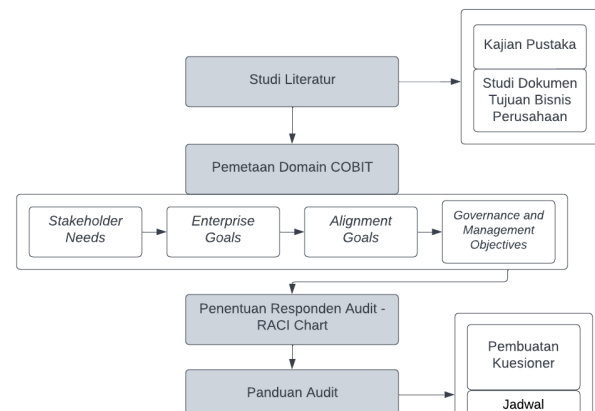 Studi Literatur
Kajian Pustaka
Studi Dokumen
Tujuan Bisnis
Perusahaan
Pemetaan Domain COBIT
Stakeholder
Needs
Enterprise
Goals
Alignment
Goals
Governance and
Management
Objectives
Penentuan Responden Audit -
RACI Chart
Panduan Audit
Pembuatan
Kuesioner
Jadwal